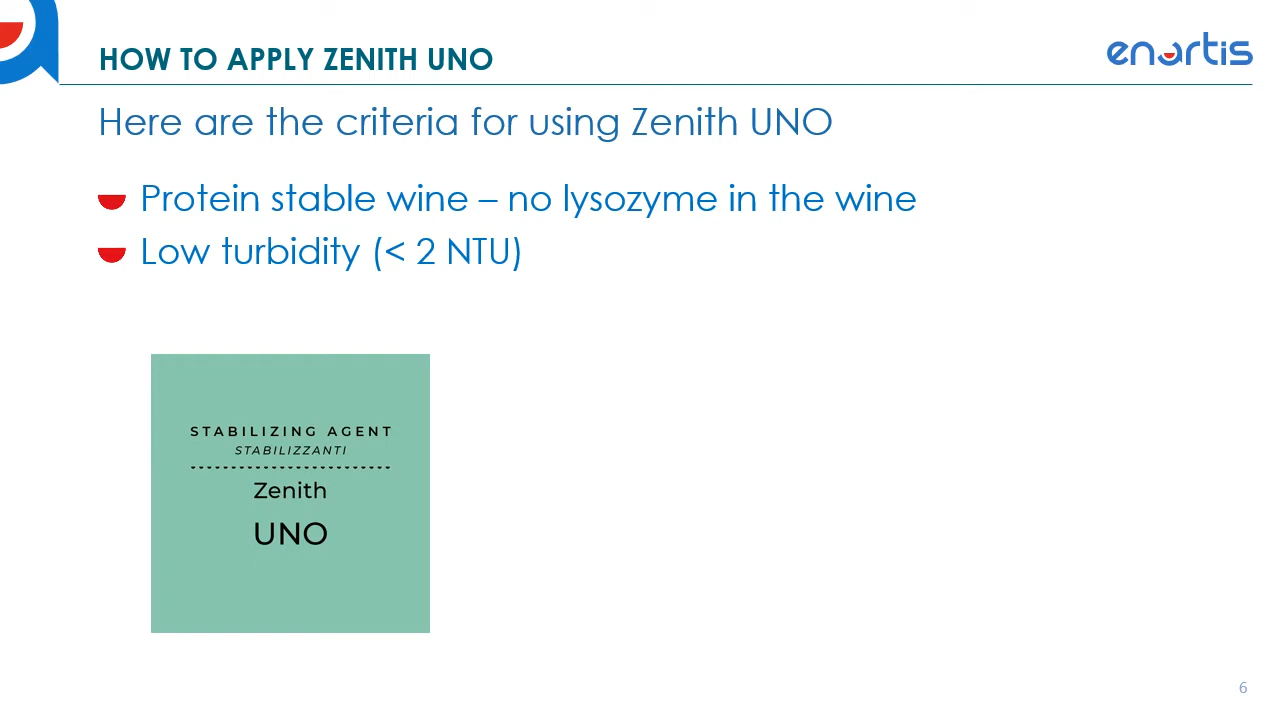 HOW TO APPLY ZENITH UNO
enartis
Here are the criteria for using Zenith UNO
Protein stable wine – no lysozyme in the wine
Low turbidity (< 2 NTU)
STABILIZING AGENT
STABILIZZANTI
Zenith
UNO
6